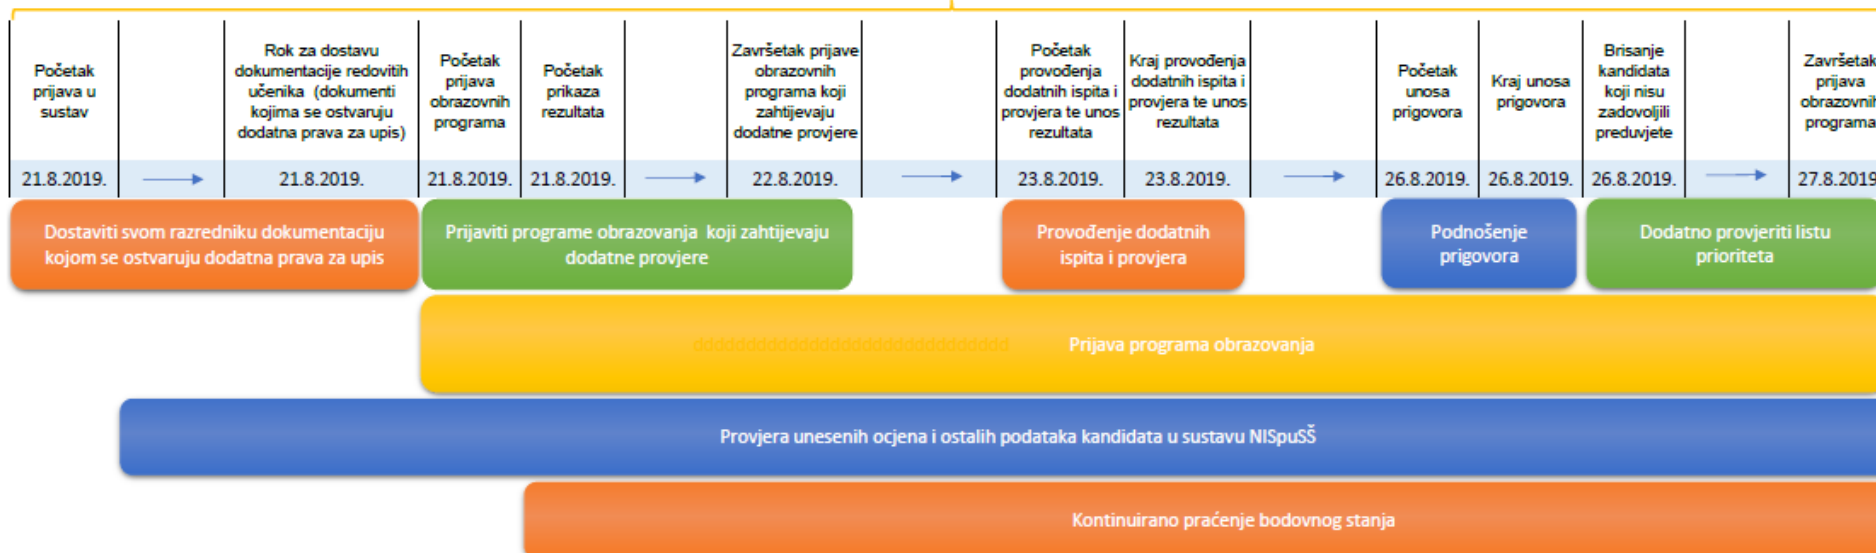 Početak
prijava u
sustav
Rok za dostavu
dokumentacije redovitih
učenika (dokumenti
kojima se ostvaruju
dodatna prava za upis)
Početak
prijava
obrazovnih
programa
Početak
prikaza
rezultata
Završetak prijave
obrazovnih
programa koji
zahtijevaju
dodatne provjere
Početak
provođenja
dodatnih ispita i
provjera te unos
rezultata
Kraj provođenja
dodatnih ispita i
provjera te unos
rezultata
Početak
unosa
prigovora
Kraj unosa
prigovora
Brisanje
kandidata
koji nisu
zadovoljili
preduvjete
Završetak
prijava
obrazovnih
programa
21.8.2019. 21.8.2019. 21.8.2019. 21.8.2019. 22.8.2019. 23.8.2019. 23.8.2019. 26.8.2019. 26.8.2019. 26.8.2019. 27.8.2019
Dostaviti svom razredniku dokumentaciju
kojom se ostvaruju dodatna prava za upis
Prijaviti programe obrazovanja koji zahtijevaju
dodatne provjere
Provođenje dodatnih
ispita i provjera
Podnošenje
prigovora
Dodatno provjeriti listu
prioriteta
Prijava programa obrazovanja
Provjera unesenih ocjena i ostalih podataka kandidata u sustavu NISpuSŠ
Kontinuirano praćenje bodovnog stanja